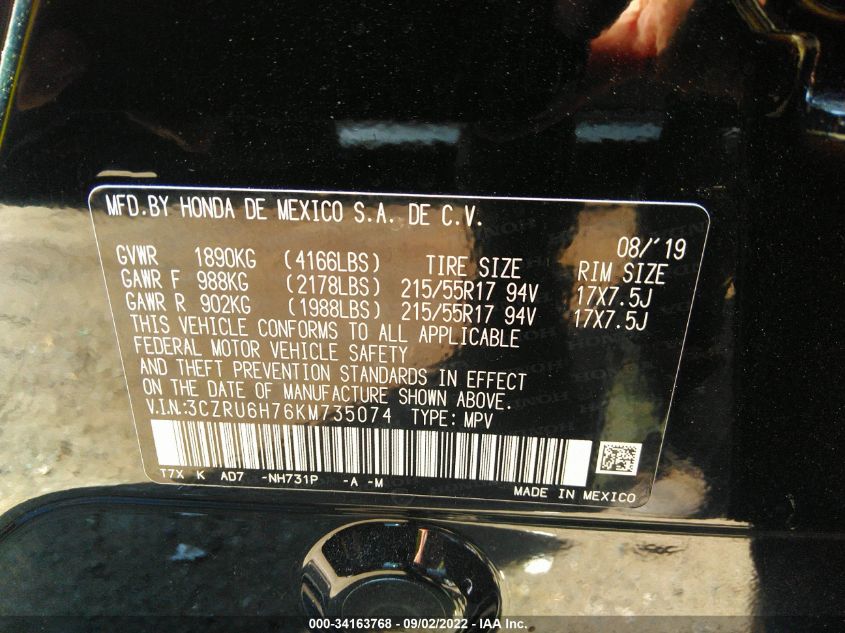 MFD.BY HONDA DE MEXICO S.A. DE C.V.
08/'19
GVWR 1890KG (4166LBS) TIRE SIZE RIM SIZE
GAWR F 988KG (2178LBS) 215/55R17 94V 17X7.5J
GAWR R 902KG (1988LBS) 215/55R17 94V 17X7.5J
THIS VEHICLE CONFORMS TO ALL APPLICABLE
FEDERAL MOTOR VEHICLE SAFETY
AND THEFT PREVENTION STANDARDS IN EFFECT
ON THE DATE OF MANUFACTURE SHOWN ABOVE.
V.I.N:3CZRU6H76KM735074 TYPE:MPV
T7X K AD7 -NH731P -A -M
MADE IN MEXICO
000-34163768 - 09/02/2022 - IAA Inc.